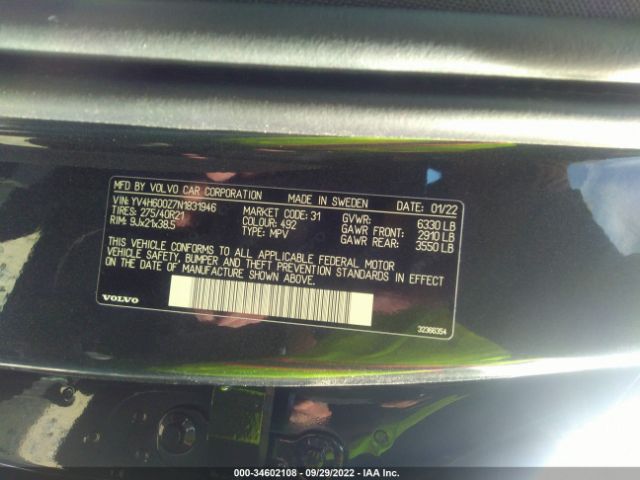 MFD BY VOLVO CAR CORPORATION MADE IN SWEDEN DATE: 01/22
VIN: YV4H60027N1831946 MARKET CODE: 31 GVWR: 6330 LB
TIRES: 275/40R21 COLOUR: 492 GAWR FRONT: 2910 LB
RIM: 9Jx21x38.5 TYPE: MPV GAWR REAR: 3550 LB
THIS VEHICLE CONFORMS TO ALL APPLICABLE FEDERAL MOTOR
VEHICLE SAFETY, BUMPER AND THEFT PREVENTION STANDARDS IN EFFECT
ON THE DATE OF MANUFACTURE SHOWN ABOVE.
VOLVO 32366354
000-34602108 - 09/29/2022 - IAA Inc.